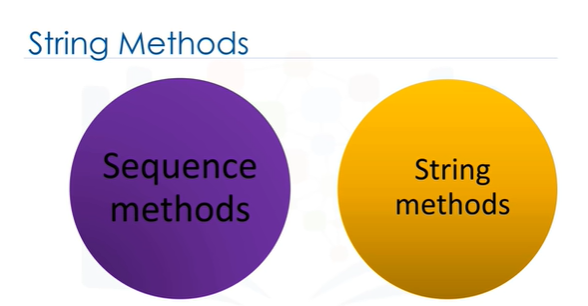 String Methods
Sequence
methods
String
methods